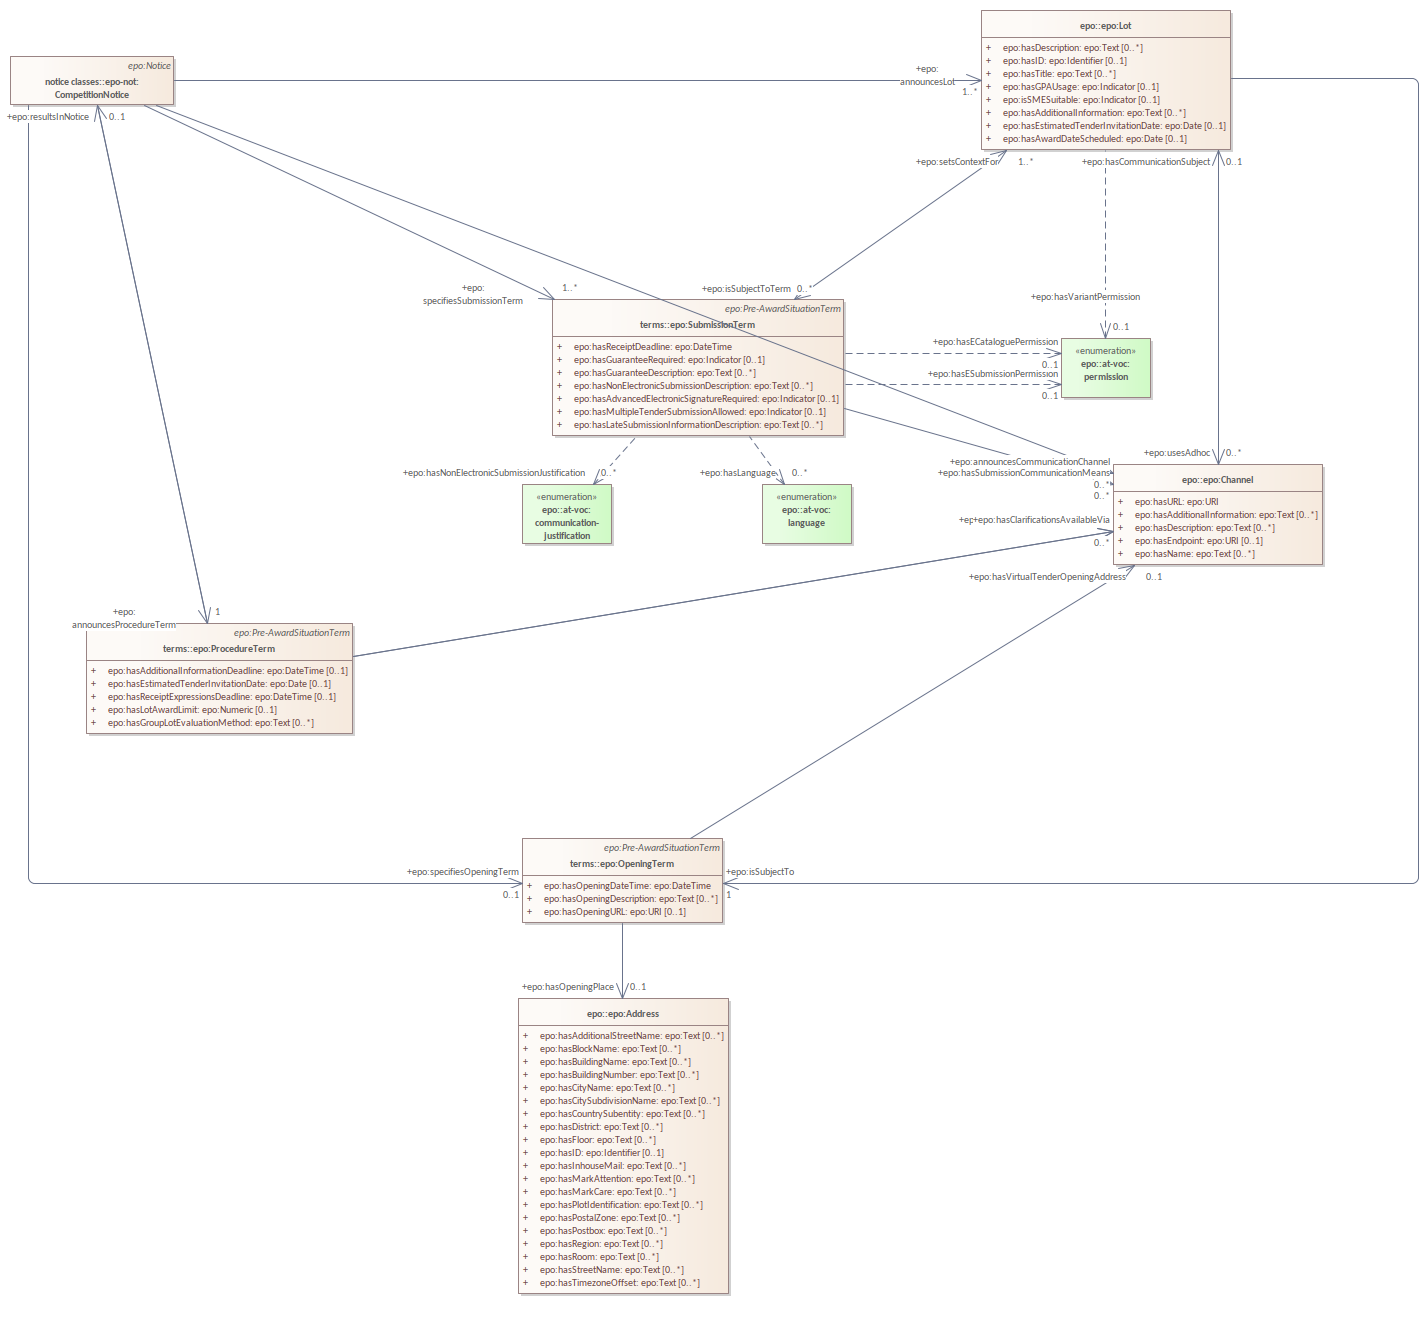 epo::epo:Lot
+ epo:hasDescription: epo:Text [0..*]
+ epo:hasID: epo:Identifier [0..1]
+ epo:hasTitle: epo:Text [0..*]
+ epo:hasGPAUsage: epo:Indicator [0..1]
+ epo:isSMESuitable: epo:Indicator [0..1]
+ epo:hasAdditionalInformation: epo:Text [0..*]
+ epo:hasEstimatedTenderInvitationDate: epo:Date [0..1]
+ epo:hasAwardDateScheduled: epo:Date [0..1]
epo:Notice
notice classes::epo-not:
CompetitionNotice
+epo:
announcesLot
1..*
+epo:resultsInNotice
0..1
+epo:setsContextFor
1..*
+epo:hasCommunicationSubject
0..1
+epo:
specifiesSubmissionTerm
1..*
+epo:isSubjectToTerm
0..*
+epo:hasVariantPermission
0..1
epo:Pre-AwardSituationTerm
terms::epo:SubmissionTerm
+ epo:hasReceiptDeadline: epo:DateTime
+ epo:hasGuaranteeRequired: epo:Indicator [0..1]
+ epo:hasGuaranteeDescription: epo:Text [0..*]
+ epo:hasNonElectronicSubmissionDescription: epo:Text [0..*]
+ epo:hasAdvancedElectronicSignatureRequired: epo:Indicator [0..1]
+ epo:hasMultipleTenderSubmissionAllowed: epo:Indicator [0..1]
+ epo:hasLateSubmissionInformationDescription: epo:Text [0..*]
+epo:hasECataloguePermission
0..1
+epo:hasESubmissionPermission
0..1
«enumeration»
epo::at-voc:
permission
+epo:hasNonElectronicSubmissionJustification
0..*
+epo:hasLanguage
0..*
«enumeration»
epo::at-voc:
communication-
justification
«enumeration»
epo::at-voc:
language
+epo:usesAdhoc
0..*
+epo:announcesCommunicationChannel
+epo:hasSubmissionCommunicationMeans
0..*
0..*
epo::epo:Channel
+ epo:hasURL: epo:URI
+ epo:hasAdditionalInformation: epo:Text [0..*]
+ epo:hasDescription: epo:Text [0..*]
+ epo:hasEndpoint: epo:URI [0..1]
+ epo:hasName: epo:Text [0..*]
+ep+epo:hasClarificationsAvailableVia
0..*
+epo:hasVirtualTenderOpeningAddress
0..1
+epo:
announcesProcedureTerm
1
epo:Pre-AwardSituationTerm
terms::epo:ProcedureTerm
+ epo:hasAdditionalInformationDeadline: epo:DateTime [0..1]
+ epo:hasEstimatedTenderInvitationDate: epo:Date [0..1]
+ epo:hasReceiptExpressionsDeadline: epo:DateTime [0..1]
+ epo:hasLotAwardLimit: epo:Numeric [0..1]
+ epo:hasGroupLotEvaluationMethod: epo:Text [0..*]
+epo:specifiesOpeningTerm
0..1
epo:Pre-AwardSituationTerm
terms::epo:OpeningTerm
+ epo:hasOpeningDateTime: epo:DateTime
+ epo:hasOpeningDescription: epo:Text [0..*]
+ epo:hasOpeningURL: epo:URI [0..1]
+epo:isSubjectTo
1
+epo:hasOpeningPlace
0..1
epo::epo:Address
+ epo:hasAdditionalStreetName: epo:Text [0..*]
+ epo:hasBlockName: epo:Text [0..*]
+ epo:hasBuildingName: epo:Text [0..*]
+ epo:hasBuildingNumber: epo:Text [0..*]
+ epo:hasCityName: epo:Text [0..*]
+ epo:hasCitySubdivisionName: epo:Text [0..*]
+ epo:hasCountrySubentity: epo:Text [0..*]
+ epo:hasDistrict: epo:Text [0..*]
+ epo:hasFloor: epo:Text [0..*]
+ epo:hasID: epo:Identifier [0..1]
+ epo:hasInhouseMail: epo:Text [0..*]
+ epo:hasMarkAttention: epo:Text [0..*]
+ epo:hasMarkCare: epo:Text [0..*]
+ epo:hasPlotIdentification: epo:Text [0..*]
+ epo:hasPostalZone: epo:Text [0..*]
+ epo:hasPostbox: epo:Text [0..*]
+ epo:hasRegion: epo:Text [0..*]
+ epo:hasRoom: epo:Text [0..*]
+ epo:hasStreetName: epo:Text [0..*]
+ epo:hasTimezoneOffset: epo:Text [0..*]